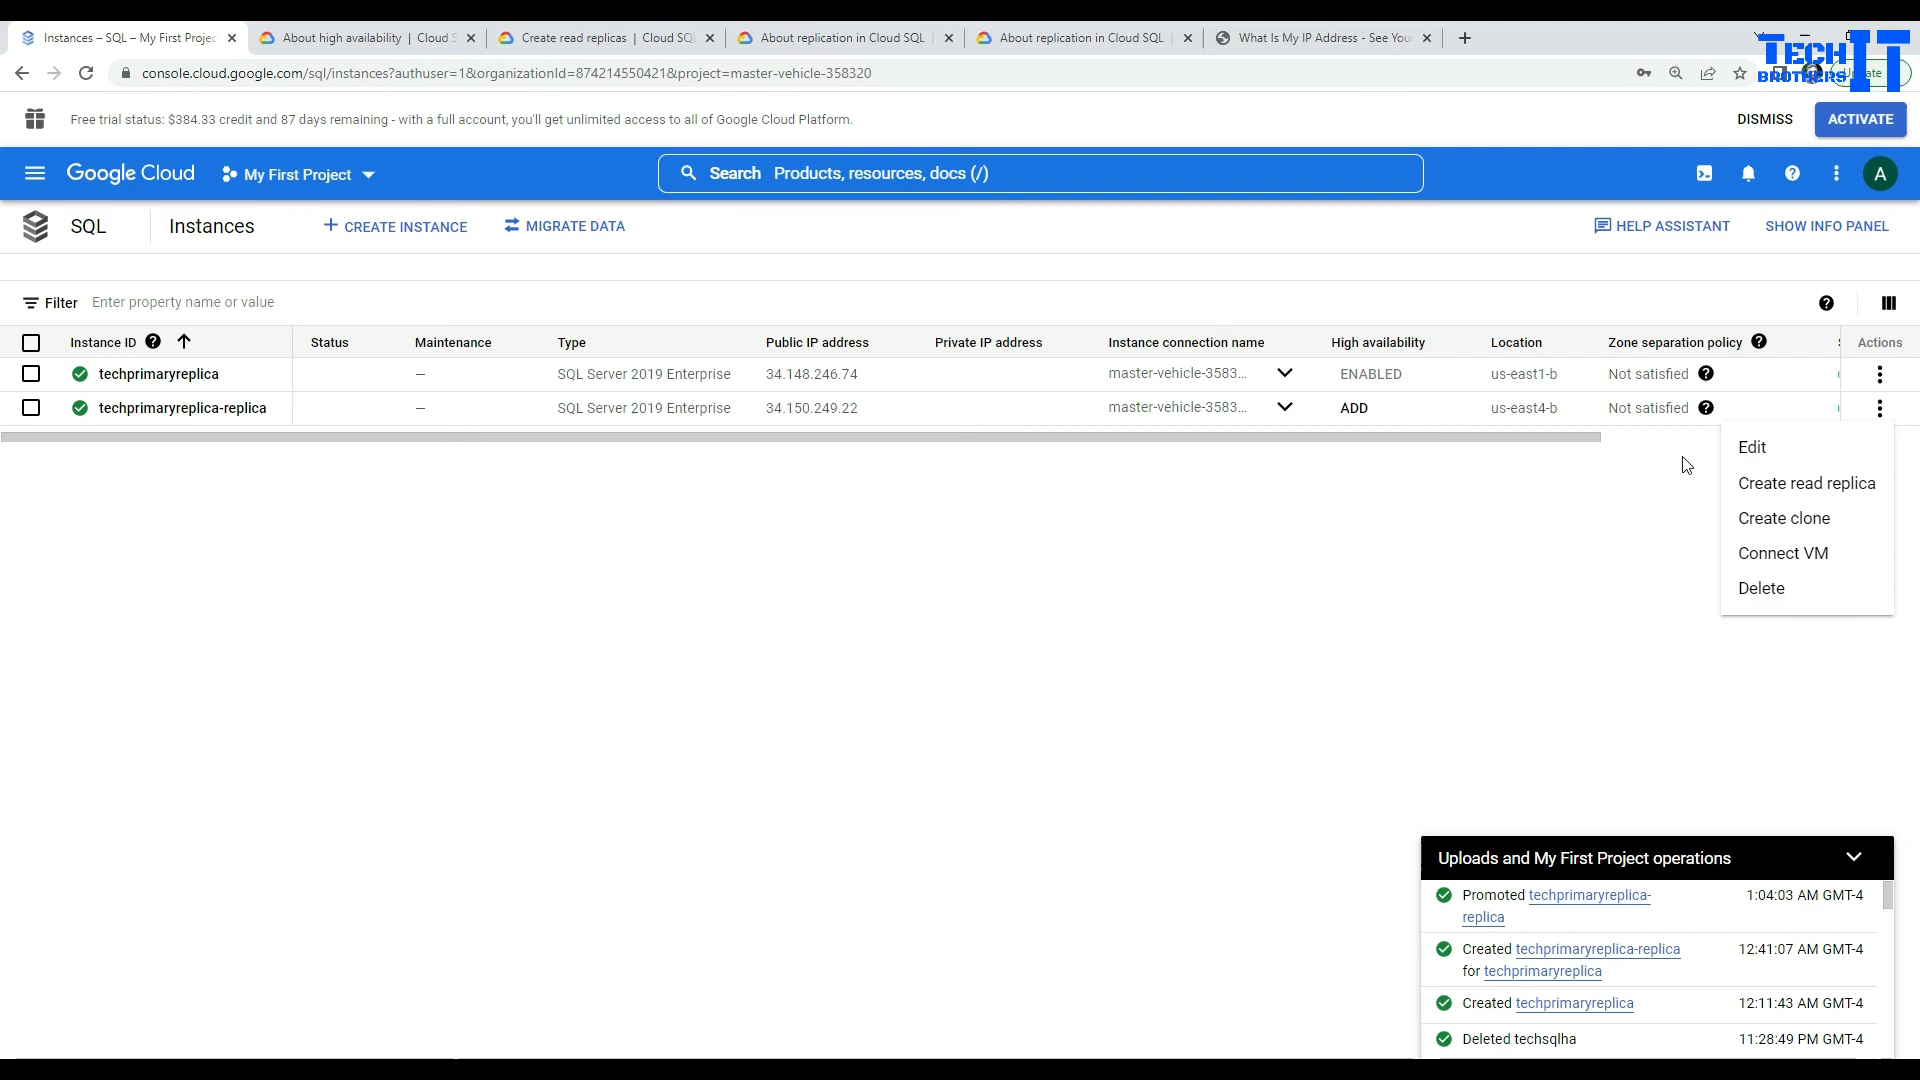 Instances – SQL – My First Projec
About high availability | Cloud S
Create read replicas | Cloud SQL
About replication in Cloud SQL
About replication in Cloud SQL
What Is My IP Address - See Your
console.cloud.google.com/sql/instances?authuser=1&organizationId=874214550421&project=master-vehicle-358320
TECH IT
BROTHERS
Free trial status: $384.33 credit and 87 days remaining - with a full account, you'll get unlimited access to all of Google Cloud Platform.
DISMISS
ACTIVATE
Google Cloud
My First Project
Search Products, resources, docs (/)
A
SQL
Instances
CREATE INSTANCE
MIGRATE DATA
HELP ASSISTANT
SHOW INFO PANEL
Filter Enter property name or value
Instance ID Status Maintenance Type Public IP address Private IP address Instance connection name High availability Location Zone separation policy Actions
techprimaryreplica – SQL Server 2019 Enterprise 34.148.246.74 master-vehicle-3583... ENABLED us-east1-b Not satisfied
techprimaryreplica-replica – SQL Server 2019 Enterprise 34.150.249.22 master-vehicle-3583... ADD us-east4-b Not satisfied
Edit
Create read replica
Create clone
Connect VM
Delete
Uploads and My First Project operations
Promoted techprimaryreplica- 1:04:03 AM GMT-4
replica
Created techprimaryreplica-replica 12:41:07 AM GMT-4
for techprimaryreplica
Created techprimaryreplica 12:11:43 AM GMT-4
Deleted techsqlha 11:28:49 PM GMT-4